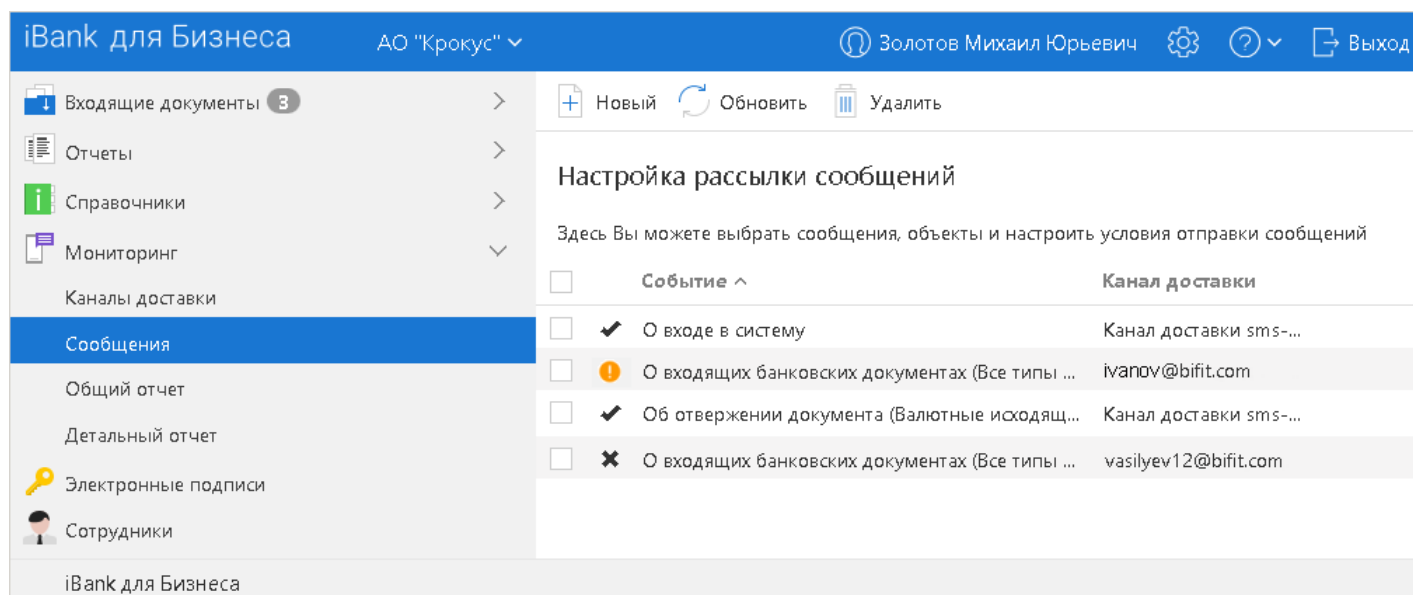 iBank для Бизнеса АО "Крокус" Золотов Михаил Юрьевич Выход
Входящие документы 3
Отчеты
Справочники
Мониторинг
Каналы доставки
Сообщения
Общий отчет
Детальный отчет
Электронные подписи
Сотрудники
iBank для Бизнеса
Новый Обновить Удалить
Настройка рассылки сообщений
Здесь Вы можете выбрать сообщения, объекты и настроить условия отправки сообщений
Событие Канал доставки
О входе в систему Канал доставки sms-...
О входящих банковских документах (Все типы ... ivanov@bifit.com
Об отвержении документа (Валютные исходящ... Канал доставки sms-...
О входящих банковских документах (Все типы ... vasilyev12@bifit.com